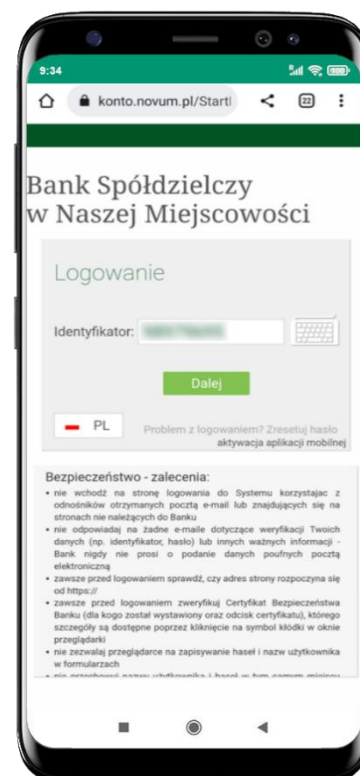 9:34
konto.novum.pl/Startl
22
Bank Spółdzielczy
w Naszej Miejscowości
Logowanie
Identyfikator:
Dalej
PL
Problem z logowaniem? Zresetuj hasło
aktywacja aplikacji mobilnej
Bezpieczeństwo - zalecenia:
• nie wchodź na stronę logowania do Systemu korzystajac z
odnośników otrzymanych pocztą e-mail lub znajdujących się na
stronach nie należących do Banku
• nie odpowiadaj na żadne e-maile dotyczące weryfikacji Twoich
danych (np. identyfikator, hasło) lub innych ważnych informacji -
Bank nigdy nie prosi o podanie danych poufnych pocztą
elektroniczną
• zawsze przed logowaniem sprawdź, czy adres strony rozpoczyna się
od https://
• zawsze przed logowaniem zweryfikuj Certyfikat Bezpieczeństwa
Banku (dla kogo został wystawiony oraz odcisk certyfikatu), którego
szczegóły są dostępne poprzez kliknięcie na symbol kłódki w oknie
przeglądarki
• nie zezwalaj przeglądarce na zapisywanie haseł i nazw użytkownika
w formularzach